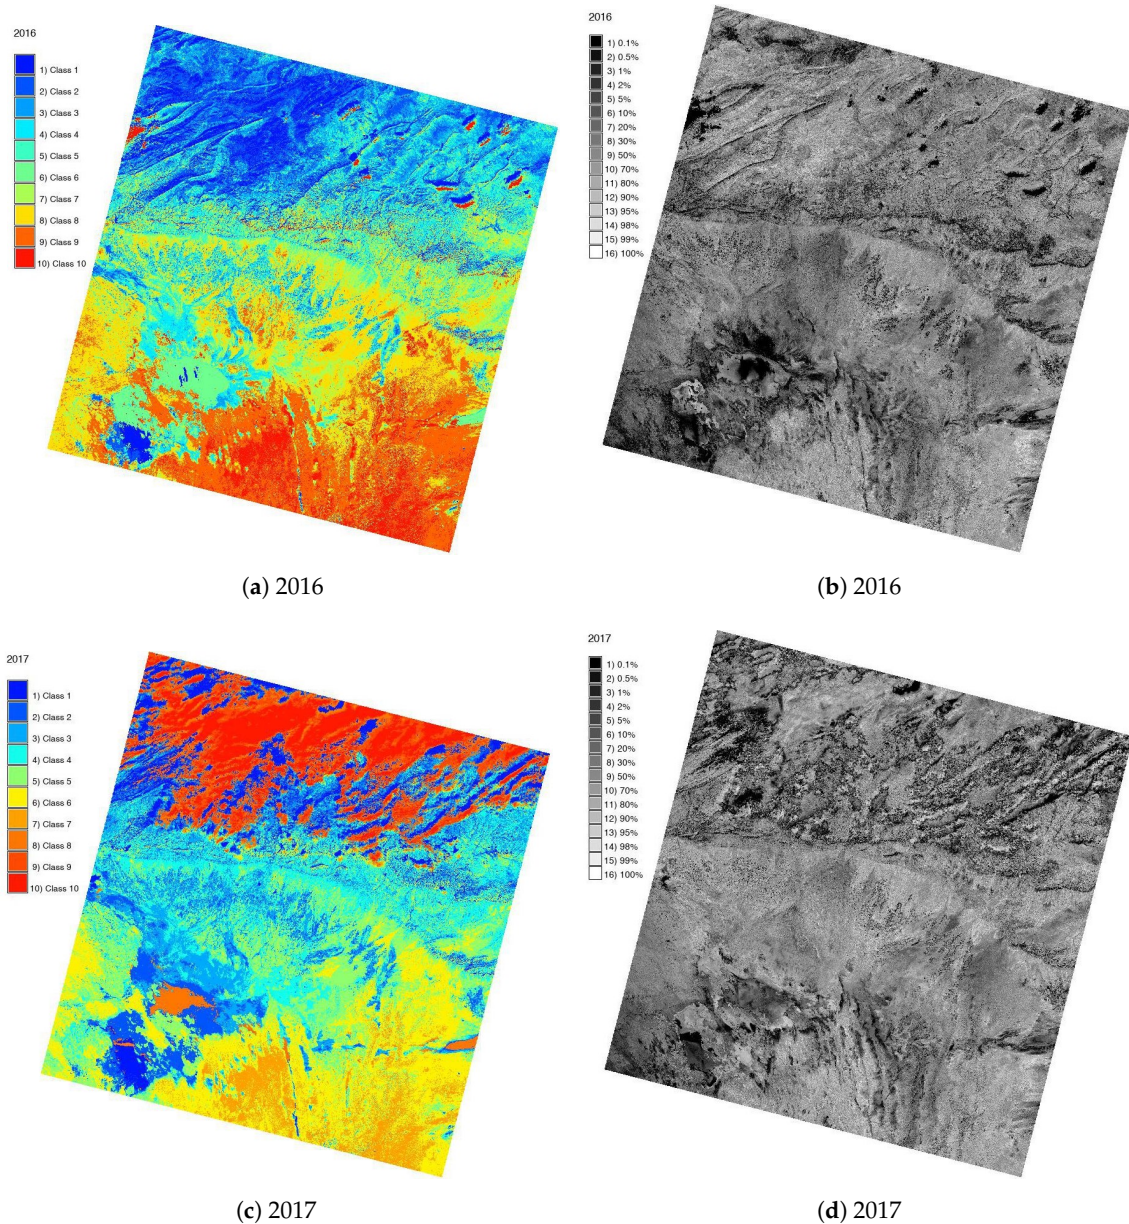 2016
1) Class 1
2) Class 2
3) Class 3
4) Class 4
5) Class 5
6) Class 6
7) Class 7
8) Class 8
9) Class 9
10) Class 10
2016
1) 0.1%
2) 0.5%
3) 1%
4) 2%
5) 5%
6) 10%
7) 20%
8) 30%
9) 50%
10) 70%
11) 80%
12) 90%
13) 95%
14) 98%
15) 99%
16) 100%
(a) 2016
(b) 2016
2017
1) Class 1
2) Class 2
3) Class 3
4) Class 4
5) Class 5
6) Class 6
7) Class 7
8) Class 8
9) Class 9
10) Class 10
2017
1) 0.1%
2) 0.5%
3) 1%
4) 2%
5) 5%
6) 10%
7) 20%
8) 30%
9) 50%
10) 70%
11) 80%
12) 90%
13) 95%
14) 98%
15) 99%
16) 100%
(c) 2017
(d) 2017